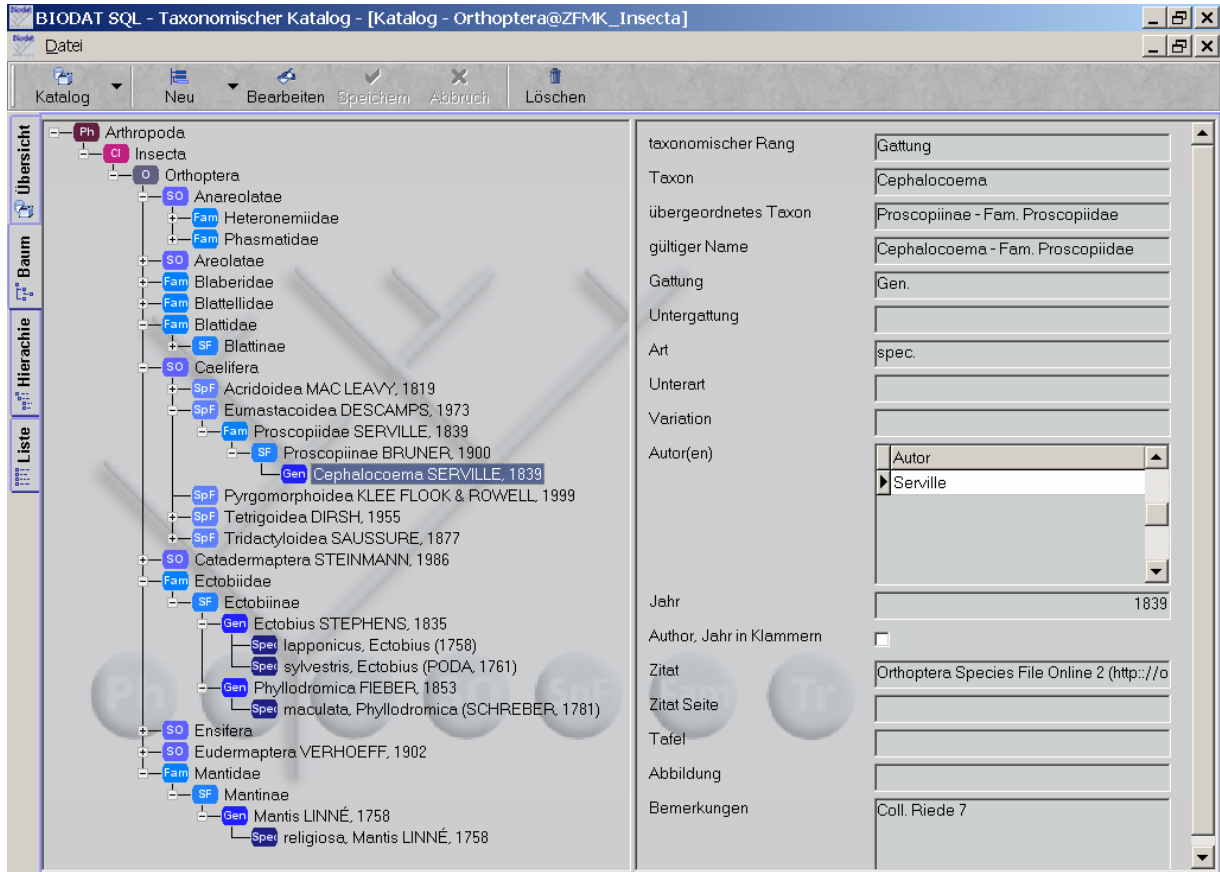 BIODAT SQL - Taxonomischer Katalog - [Katalog - Orthoptera@ZFMK_Insecta]
Datei
Katalog Neu Bearbeiten Speichern Abbruch Löschen
Übersicht
Baum
Hierachie
Liste
Ph Arthropoda
Cl Insecta
O Orthoptera
SO Anareolatae
Fam Heteronemiidae
Fam Phasmatidae
SO Areolatae
Fam Blaberidae
Fam Blattellidae
Fam Blattidae
SF Blattinae
SO Caelifera
SpF Acridoidea MAC LEAVY, 1819
SpF Eumastacoidea DESCAMPS, 1973
Fam Proscopiidae SERVILLE, 1839
SF Proscopiinae BRUNER, 1900
Gen Cephalocoema SERVILLE, 1839
SpF Pyrgomorphoidea KLEE FLOOK & ROWELL, 1999
SpF Tetrigoidea DIRSH, 1955
SpF Tridactyloidea SAUSSURE, 1877
SO Catadermaptera STEINMANN, 1986
Fam Ectobiidae
SF Ectobiinae
Gen Ectobius STEPHENS, 1835
Spec lapponicus, Ectobius (1758)
Spec sylvestris, Ectobius (PODA, 1761)
Gen Phyllodromica FIEBER, 1853
Spec maculata, Phyllodromica (SCHREBER, 1781)
SO Ensifera
SO Eudermaptera VERHOEFF, 1902
Fam Mantidae
SF Mantinae
Gen Mantis LINNÉ, 1758
Spec religiosa, Mantis LINNÉ, 1758
Ph O SpF Fam Tr
taxonomischer Rang Gattung
Taxon Cephalocoema
übergeordnetes Taxon Proscopiinae - Fam. Proscopiidae
gültiger Name Cephalocoema - Fam. Proscopiidae
Gattung Gen.
Untergattung
Art spec.
Unterart
Variation
Autor(en) Autor
Serville
Jahr 1839
Author, Jahr in Klammern
Zitat Orthoptera Species File Online 2 (http:://o
Zitat Seite
Tafel
Abbildung
Bemerkungen Coll. Riede 7